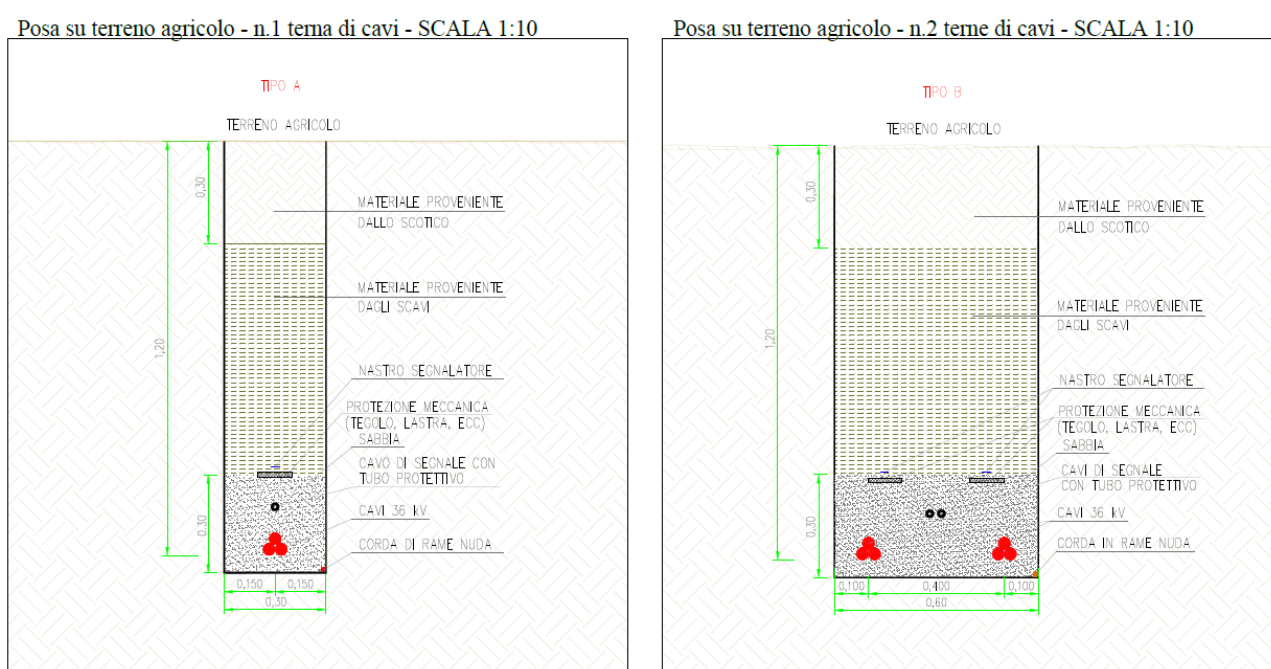 Posa su terreno agricolo - n.1 terna di cavi - SCALA 1:10
TIPO A
TERRENO AGRICOLO
0,30
MATERIALE PROVENIENTE
DALLO SCOTICO
MATERIALE PROVENIENTE
DAGLI SCAVI
1,20
NASTRO SEGNALATORE
PROTEZIONE MECCANICA
(TEGOLO, LASTRA, ECC)
SABBIA
CAVO DI SEGNALE CON
TUBO PROTETTIVO
0,30
CAVI 36 kV
CORDA DI RAME NUDA
0,150 0,150
0,30
Posa su terreno agricolo - n.2 terne di cavi - SCALA 1:10
TIPO B
TERRENO AGRICOLO
0,30
MATERIALE PROVENIENTE
DALLO SCOTICO
MATERIALE PROVENIENTE
DAGLI SCAVI
1,20
NASTRO SEGNALATORE
PROTEZIONE MECCANICA
(TEGOLO, LASTRA, ECC)
SABBIA
CAVI DI SEGNALE
CON TUBO PROTETTIVO
0,30
CAVI 36 kV
CORDA IN RAME NUDA
0,100 0,400 0,100
0,60